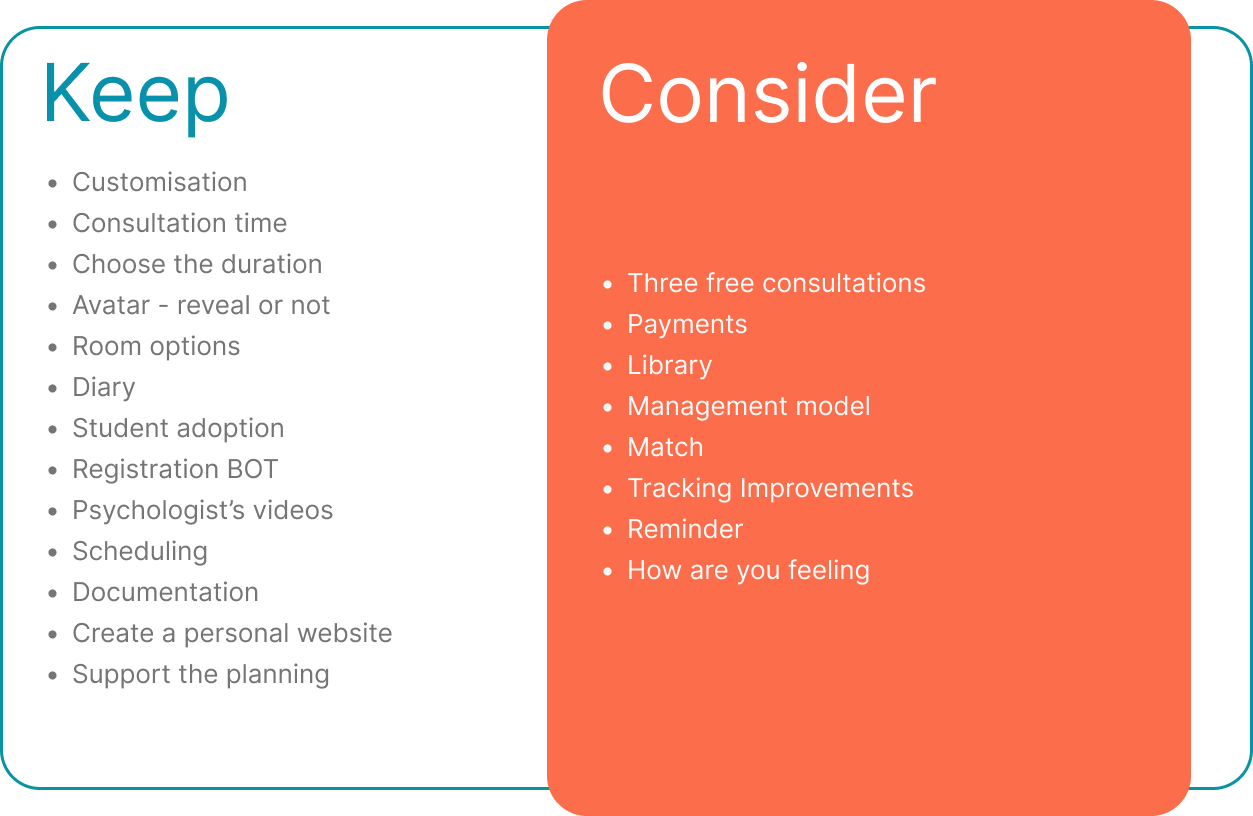 Keep
• Customisation
• Consultation time
• Choose the duration
• Avatar - reveal or not
• Room options
• Diary
• Student adoption
• Registration BOT
• Psychologist’s videos
• Scheduling
• Documentation
• Create a personal website
• Support the planning
Consider
• Three free consultations
• Payments
• Library
• Management model
• Match
• Tracking Improvements
• Reminder
• How are you feeling